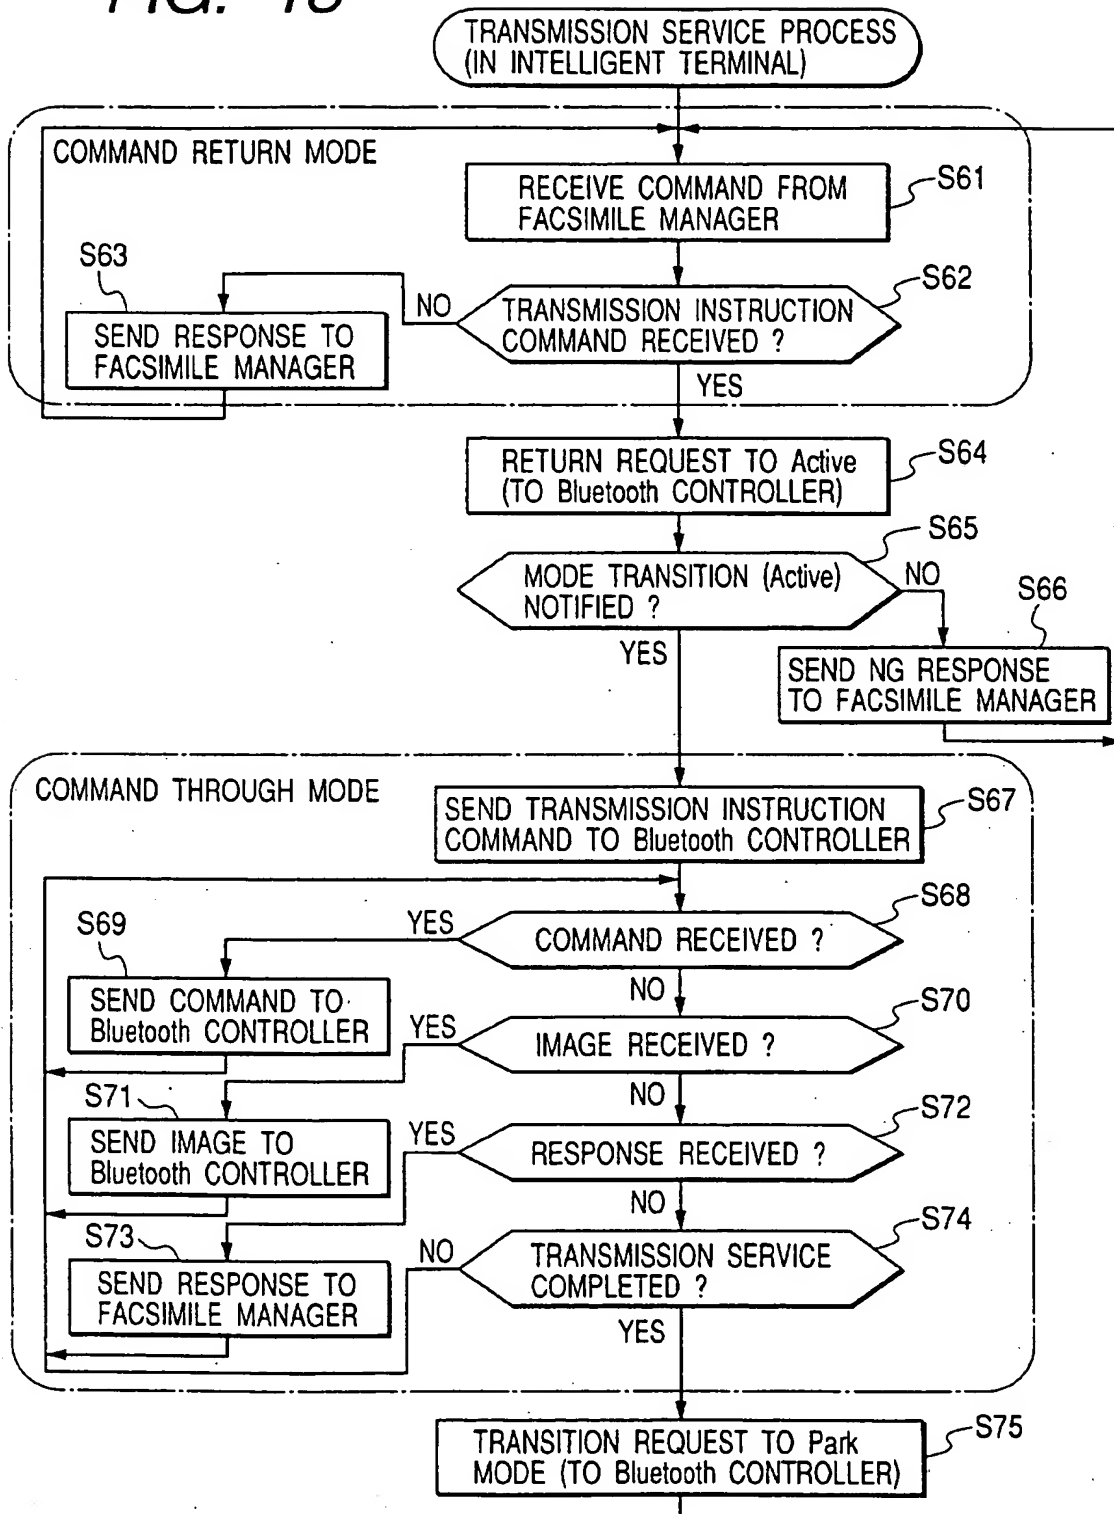 TRANSMISSION SERVICE PROCESS
(IN INTELLIGENT TERMINAL)
COMMAND RETURN MODE
RECEIVE COMMAND FROM
FACSIMILE MANAGER
S61
S63
S62
NO
TRANSMISSION INSTRUCTION
COMMAND RECEIVED ?
SEND RESPONSE TO
FACSIMILE MANAGER
YES
RETURN REQUEST TO Active
(TO Bluetooth CONTROLLER)
S64
S65
MODE TRANSITION (Active)
NOTIFIED ?
NO
S66
YES
SEND NG RESPONSE
TO FACSIMILE MANAGER
COMMAND THROUGH MODE
SEND TRANSMISSION INSTRUCTION
COMMAND TO Bluetooth CONTROLLER
S67
S68
S69
YES
COMMAND RECEIVED ?
SEND COMMAND TO
Bluetooth CONTROLLER
NO
S70
YES
IMAGE RECEIVED ?
S71
NO
S72
SEND IMAGE TO
Bluetooth CONTROLLER
YES
RESPONSE RECEIVED ?
NO
S74
S73
NO
TRANSMISSION SERVICE
COMPLETED ?
SEND RESPONSE TO
FACSIMILE MANAGER
YES
S75
TRANSITION REQUEST TO Park
MODE (TO Bluetooth CONTROLLER)